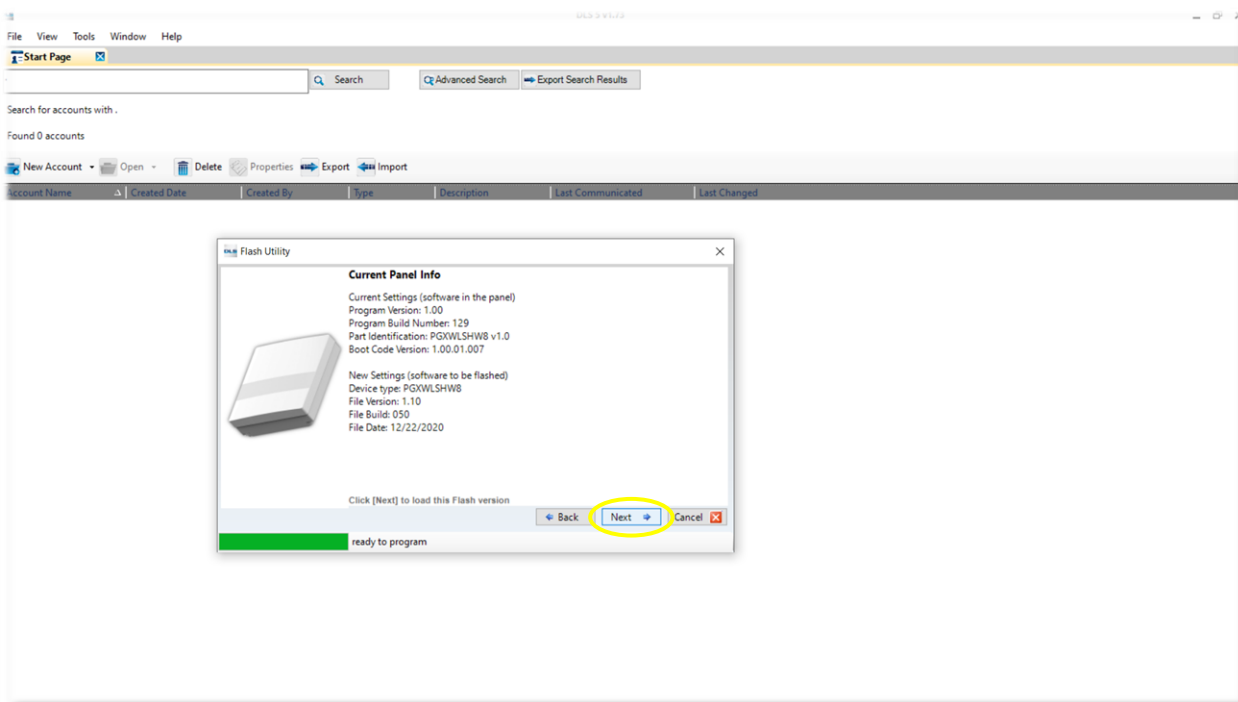 File View Tools Window Help
Start Page
Search Advanced Search Export Search Results
Search for accounts with .
Found 0 accounts
New Account Open Delete Properties Export Import
Account Name Created Date Created By Type Description Last Communicated Last Changed
Flash Utility
Current Panel Info
Current Settings (software in the panel)
Program Version: 1.00
Program Build Number: 129
Part Identification: PGXWLSHW8 v1.0
Boot Code Version: 1.00.01.007
New Settings (software to be flashed)
Device type: PGXWLSHW8
File Version: 1.10
File Build: 050
File Date: 12/22/2020
Click [Next] to load this Flash version
Back Next Cancel
ready to program